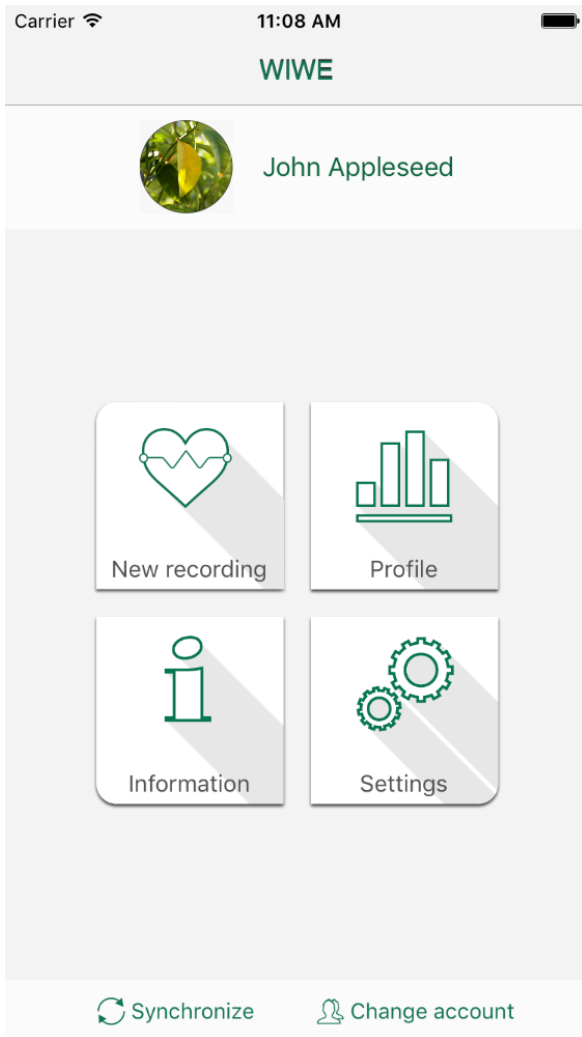 Carrier 11:08 AM
WIWE
John Appleseed
New recording Profile
Information Settings
Synchronize Change account